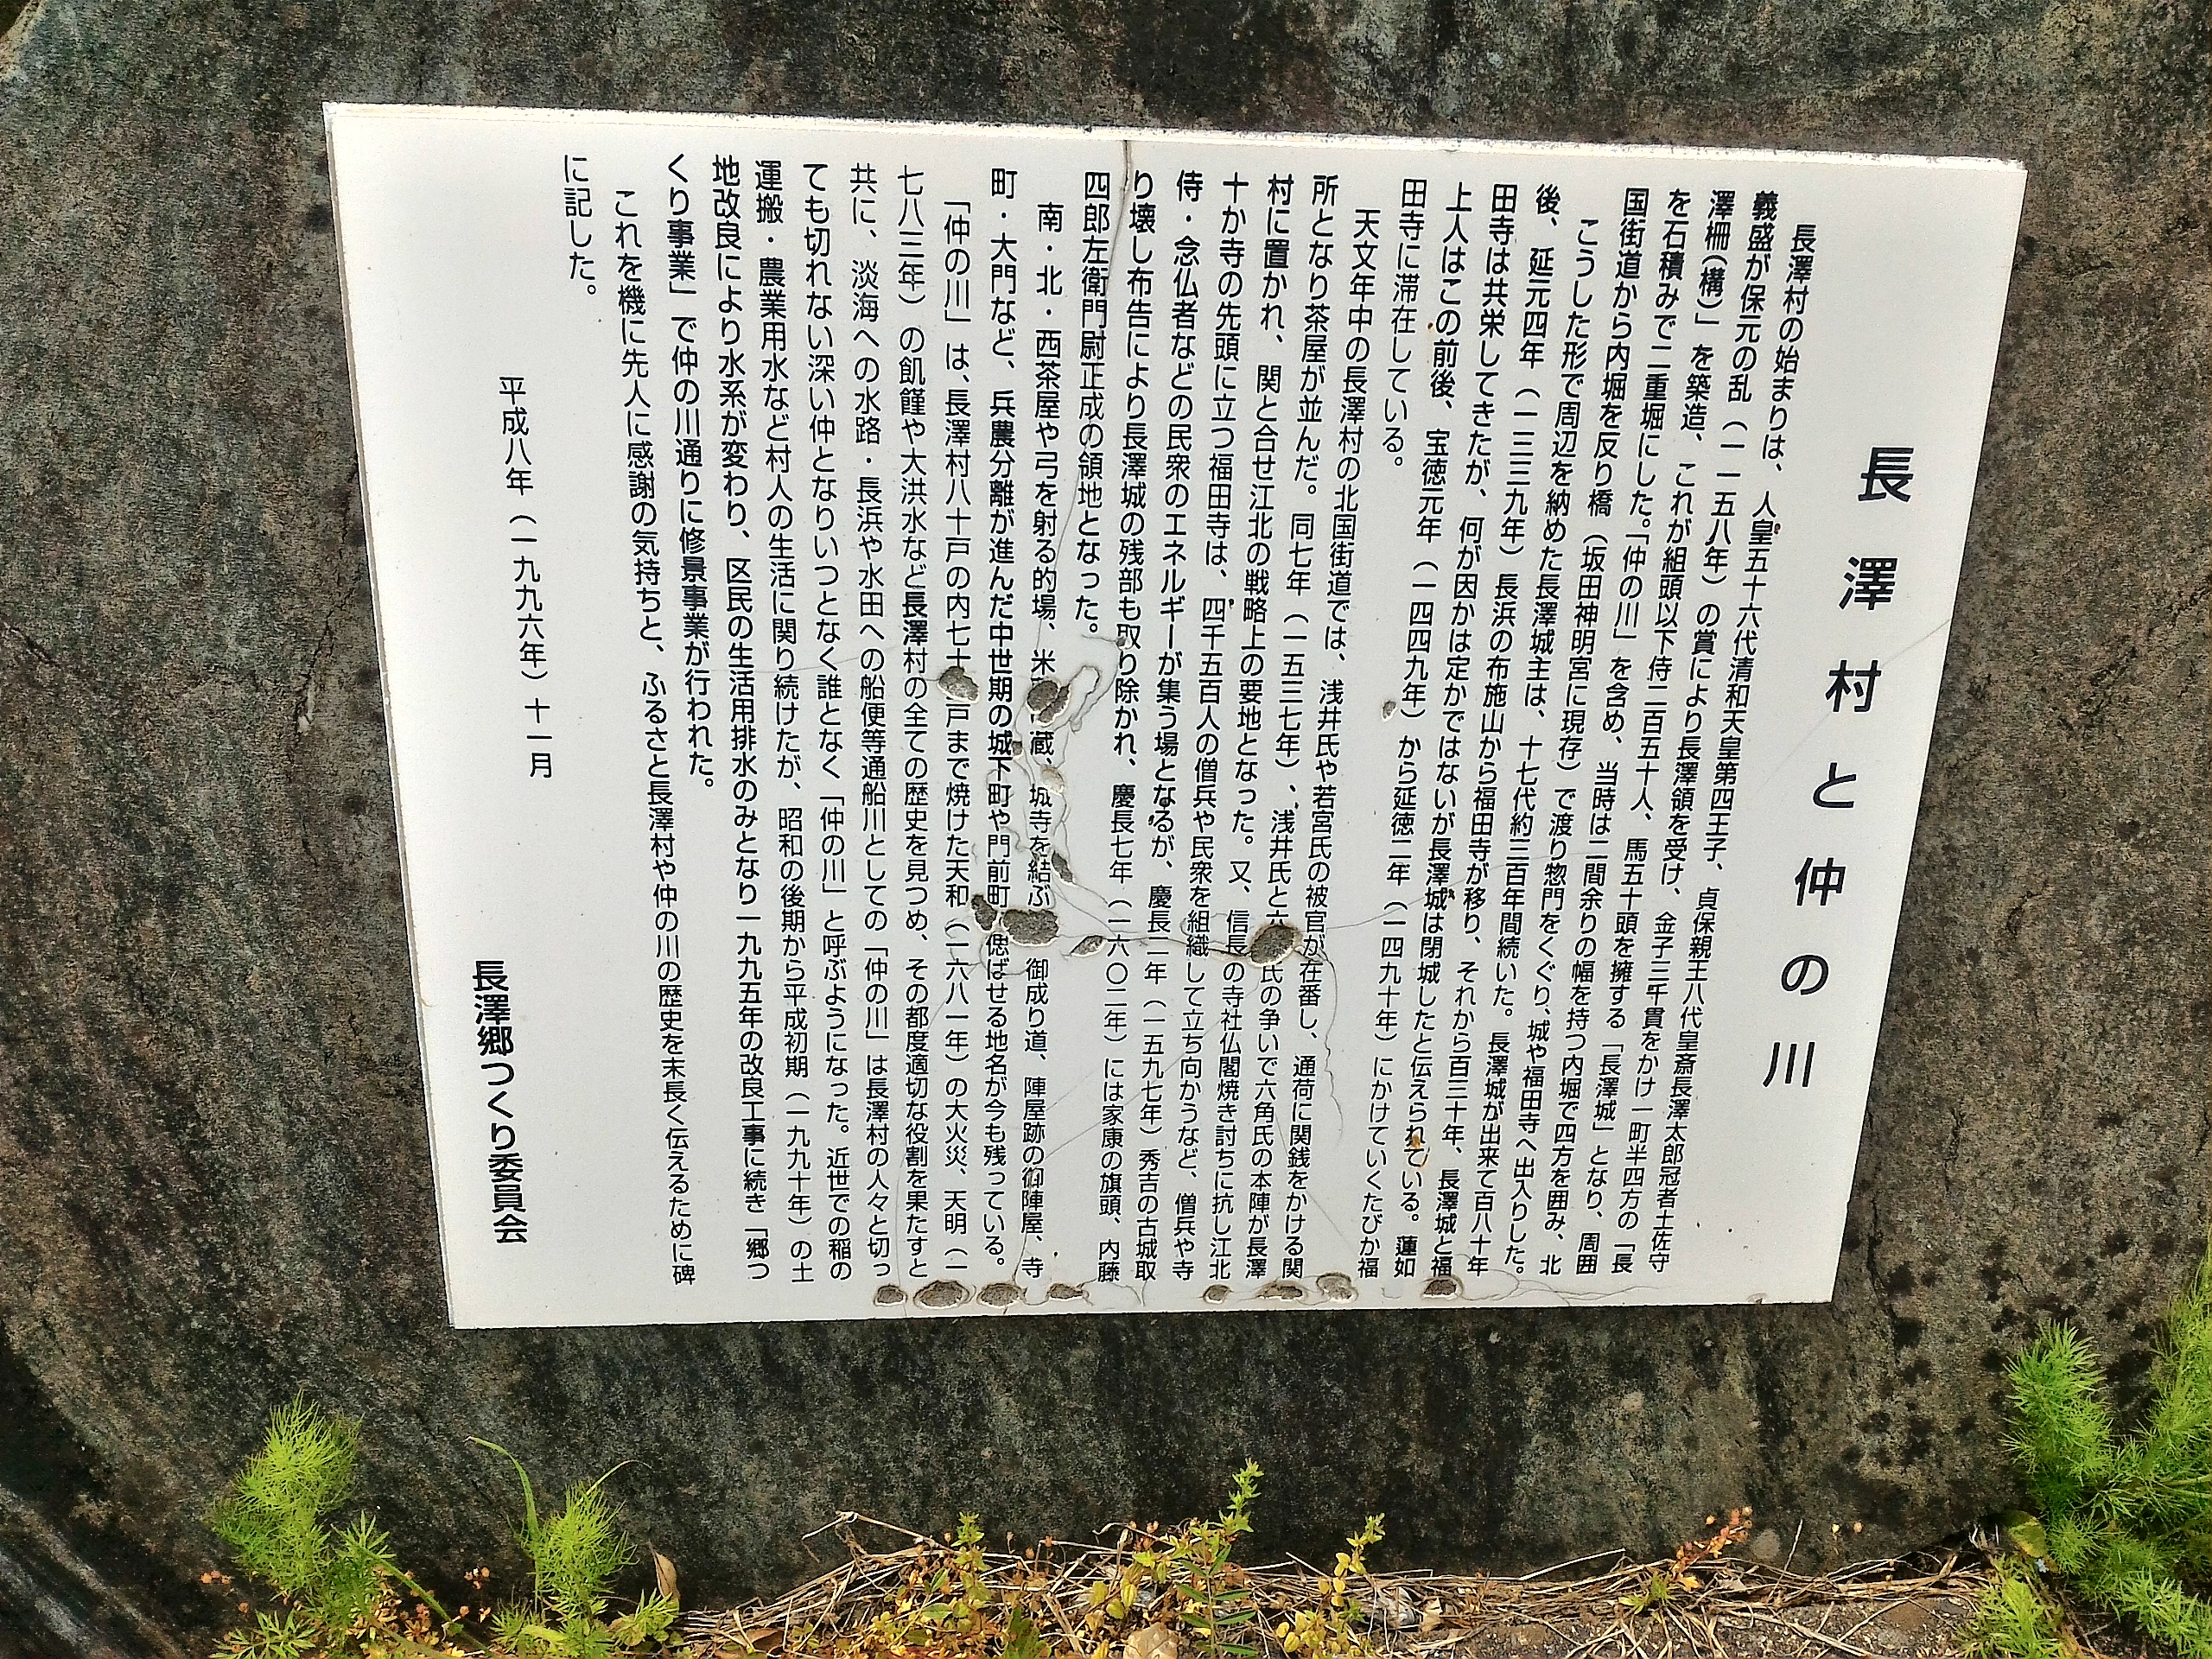 長澤村と仲の川
長澤村の始まりは、人皇五十六代清和天皇第四王子、貞保親王八代皇斎長澤太郎冠者土佐守
義盛が保元の乱（一一五八年）の賞により長澤領を受け、金子三千貫をかけ一町半四方の「長
澤柵（構）」を築造、これが組頭以下侍二百五十人、馬五十頭を擁する「長澤城」となり、周囲
を石積みで二重堀にした。「仲の川」を含め、当時は二間余りの幅を持つ内堀で四方を囲み、北
国街道から内堀を反り橋（坂田神明宮に現存）で渡り惣門をくぐり、城や福田寺へ出入りした。
こうした形で周辺を納めた長澤城主は、十七代約三百年間続いた。長澤城が出来て百八十年
後、延元四年（一三三九年）長浜の布施山から福田寺が移り、それから百三十年、長澤城と福
田寺は共栄してきたが、何が因かは定かではないが長澤城は閉城したと伝えられている。蓮如
上人はこの前後、宝徳元年（一四四九年）から延徳二年（一四九十年）にかけていくたびか福
田寺に滞在している。
天文年中の長澤村の北国街道では、浅井氏や若宮氏の被官が在番し、通荷に関銭をかける関
所となり茶屋が並んだ。同七年（一五三七年）、浅井氏と六 氏の争いで六角氏の本陣が長澤
村に置かれ、関と合せ江北の戦略上の要地となった。又、信長の寺社仏閣焼き討ちに抗し江北
十か寺の先頭に立つ福田寺は、四千五百人の僧兵や民衆を組織して立ち向かうなど、僧兵や寺
侍・念仏者などの民衆のエネルギーが集う場となるが、慶長二年（一五九七年）秀吉の古城取
り壊し布告により長澤城の残部も取り除かれ、慶長七年（一六〇二年）には家康の旗頭、内藤
四郎左衛門尉正成の領地となった。
南・北・西茶屋や弓を射る的場、米 蔵、城寺を結ぶ 御成り道、陣屋跡の御陣屋、寺
町・大門など、兵農分離が進んだ中世期の城下町や門前町 偲ばせる地名が今も残っている。
「仲の川」は、長澤村八十戸の内七十 戸まで焼けた天和（一六八一年）の大火災、天明（一
七八三年）の飢饉や大洪水など長澤村の全ての歴史を見つめ、その都度適切な役割を果たすと
共に、淡海への水路・長浜や水田への船便等通船川としての「仲の川」は長澤村の人々と切っ
ても切れない深い仲となりいつとなく誰となく「仲の川」と呼ぶようになった。近世での稲の
運搬・農業用水など村人の生活に関り続けたが、昭和の後期から平成初期（一九九十年）の土
地改良により水系が変わり、区民の生活用排水のみとなり一九九五年の改良工事に続き「郷つ
くり事業」で仲の川通りに修景事業が行われた。
これを機に先人に感謝の気持ちと、ふるさと長澤村や仲の川の歴史を末長く伝えるために碑
に記した。
平成八年（一九九六年）十一月
長澤郷つくり委員会